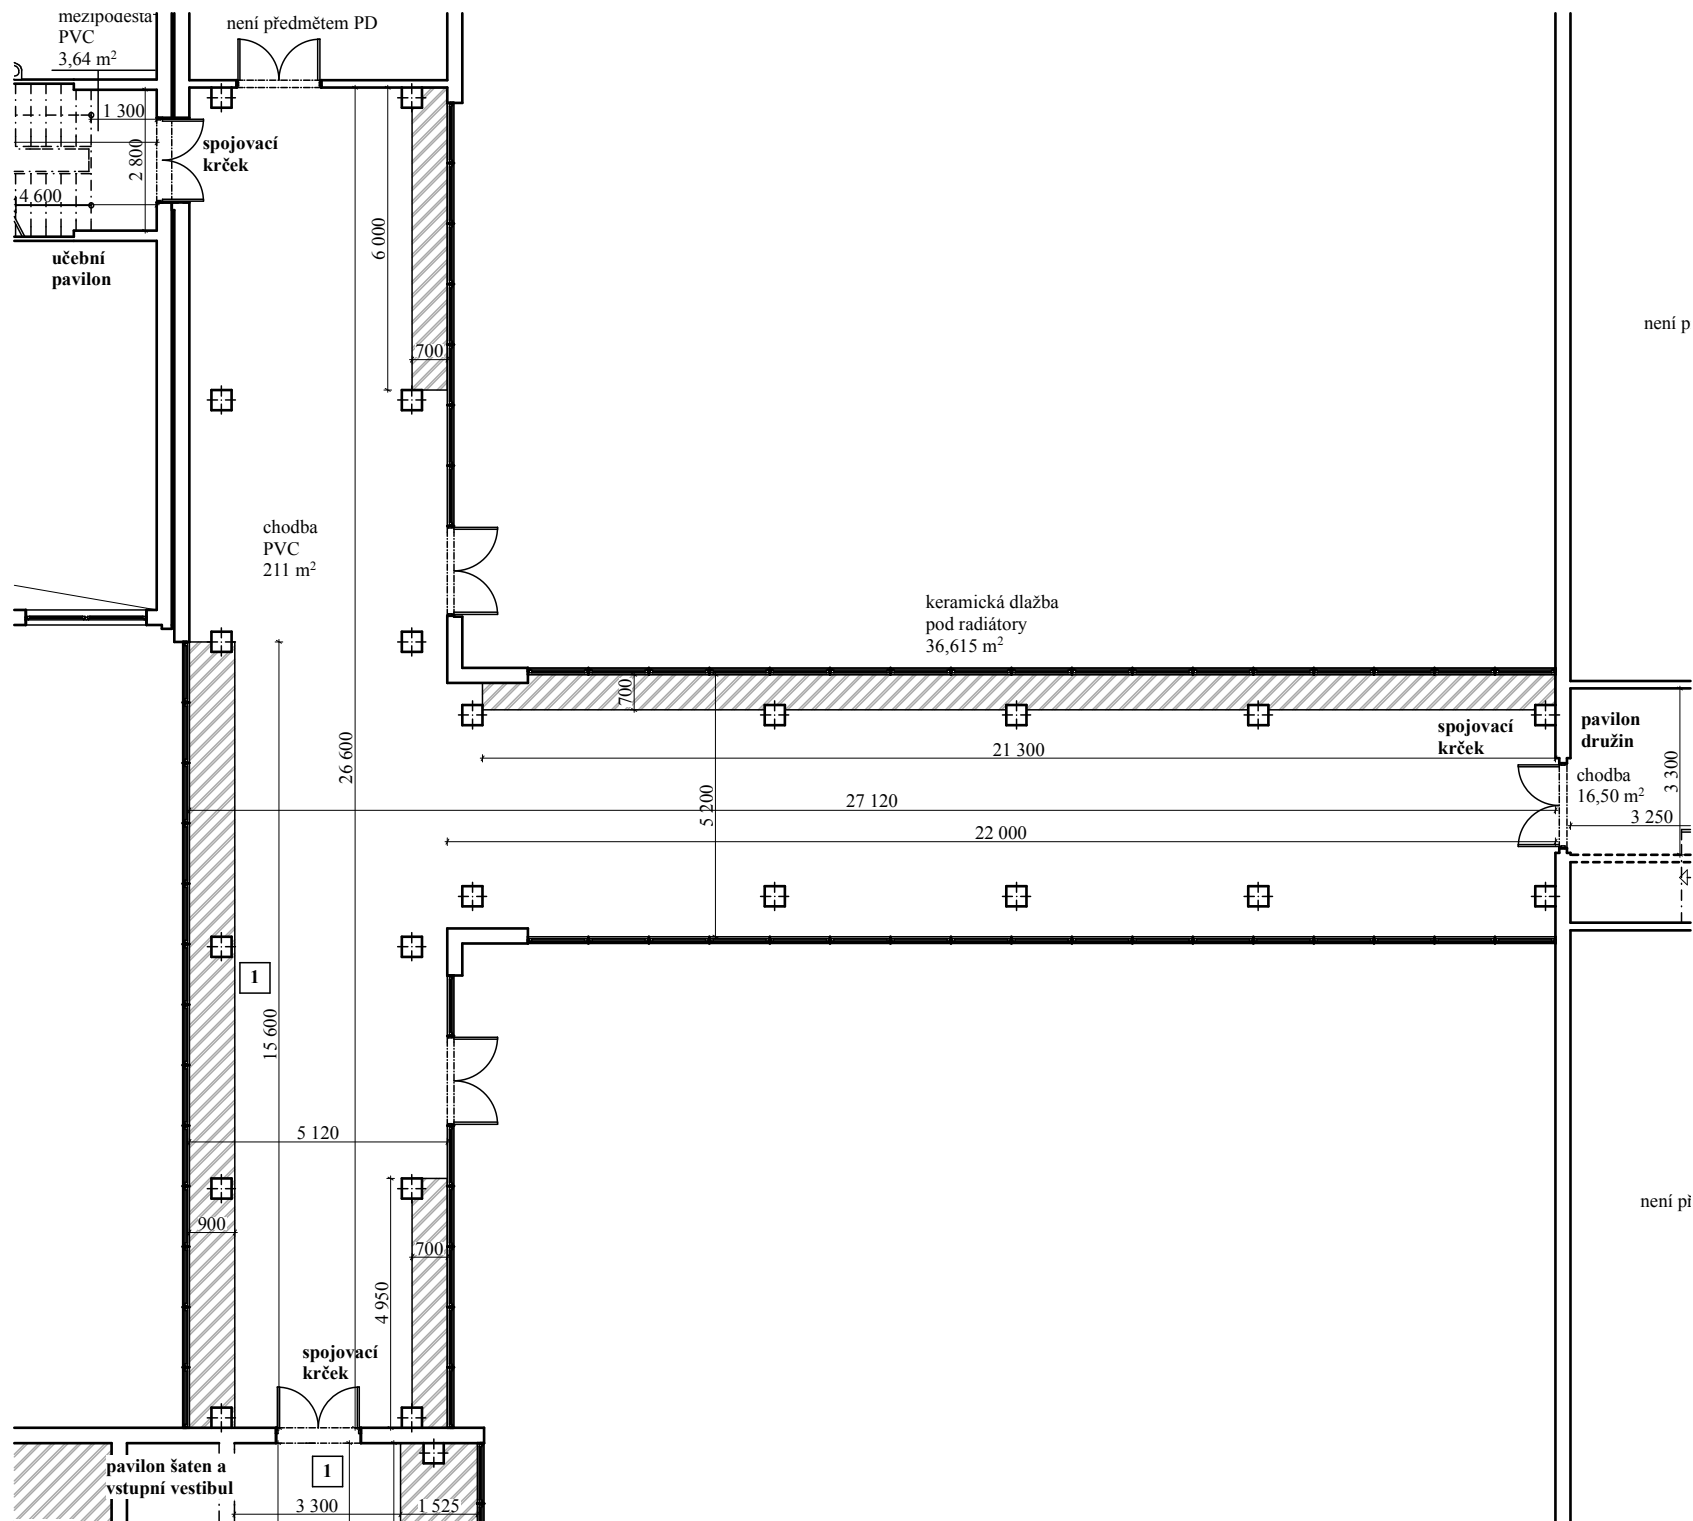 mezipodesta
PVC
3,64 m²
není předmětem PD
1 300
2 800
4 600
spojovací
krček
učební
pavilon
6 000
700
není p
chodba
PVC
211 m²
keramická dlažba
pod radiátory
36,615 m²
700
26 600
5 200
21 300
27 120
22 000
spojovací
krček
pavilon
družin
chodba
16,50 m²
3 300
3 250
1
15 600
5 120
900
700
4 950
není př
spojovací
krček
pavilon šaten a
vstupní vestibul
1
3 300
1 525